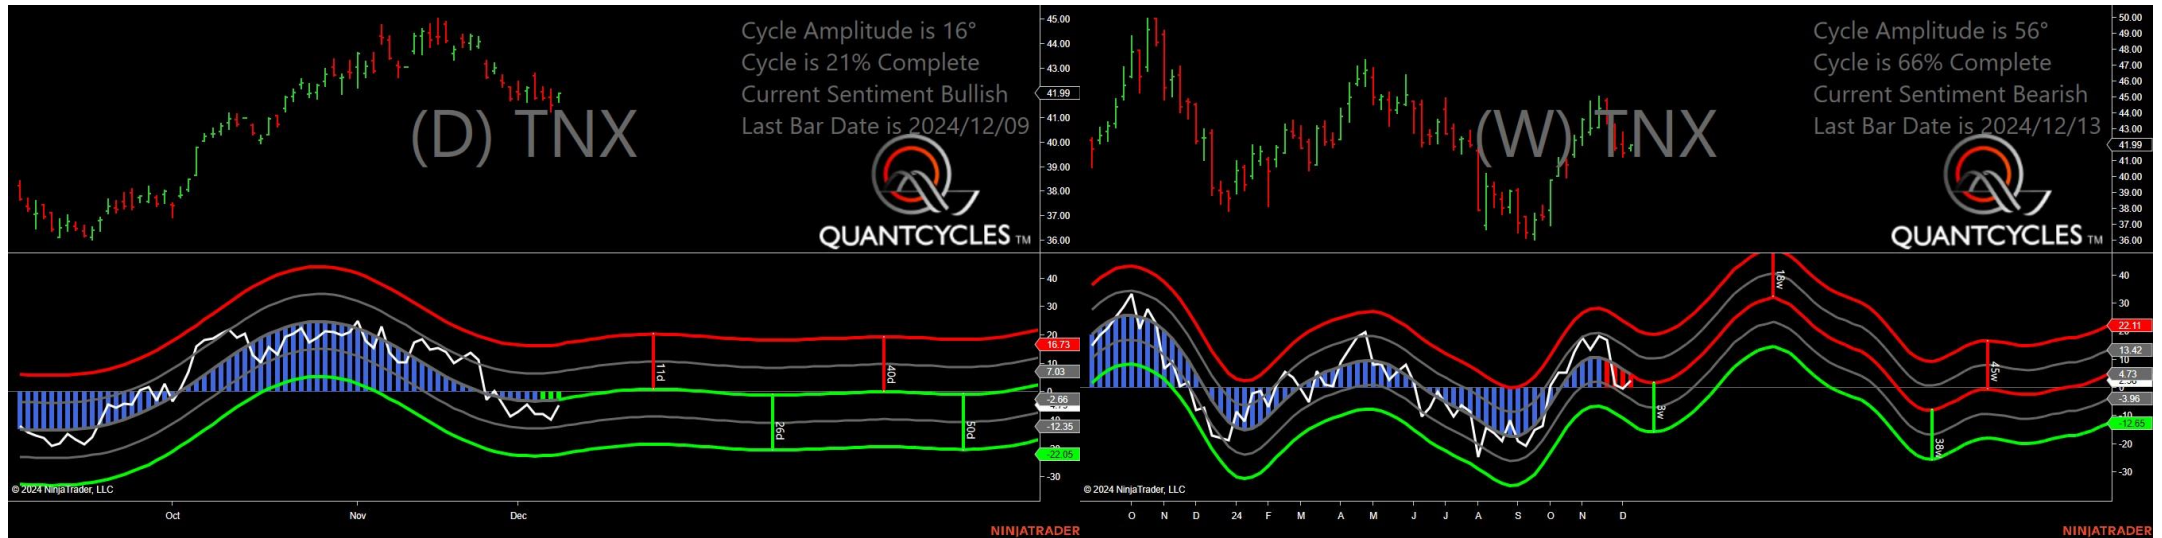 Cycle Amplitude is 16°
Cycle is 21% Complete
Current Sentiment Bullish
Last Bar Date is 2024/12/09
(D) TNX
QUANTCYCLES TM
45.00
44.00
43.00
41.99
41.00
40.00
39.00
38.00
37.00
36.00
40
30
20
16.73
10
7.03
0
-2.66
-12.35
-22.05
-30
11d
40d
26d
50d
© 2024 NinjaTrader, LLC
Oct Nov Dec
NINJATRADER
Cycle Amplitude is 56°
Cycle is 66% Complete
Current Sentiment Bearish
Last Bar Date is 2024/12/13
(W) TNX
QUANTCYCLES TM
50.00
49.00
48.00
47.00
46.00
45.00
44.00
43.00
41.99
41.00
40.00
39.00
38.00
37.00
36.00
40
30
22.11
13.42
10
4.73
-3.96
-10
-12.65
-20
-30
18w
45w
8w
38w
© 2024 NinjaTrader, LLC
O N D 24 F M A M J J A S O N D
NINJATRADER